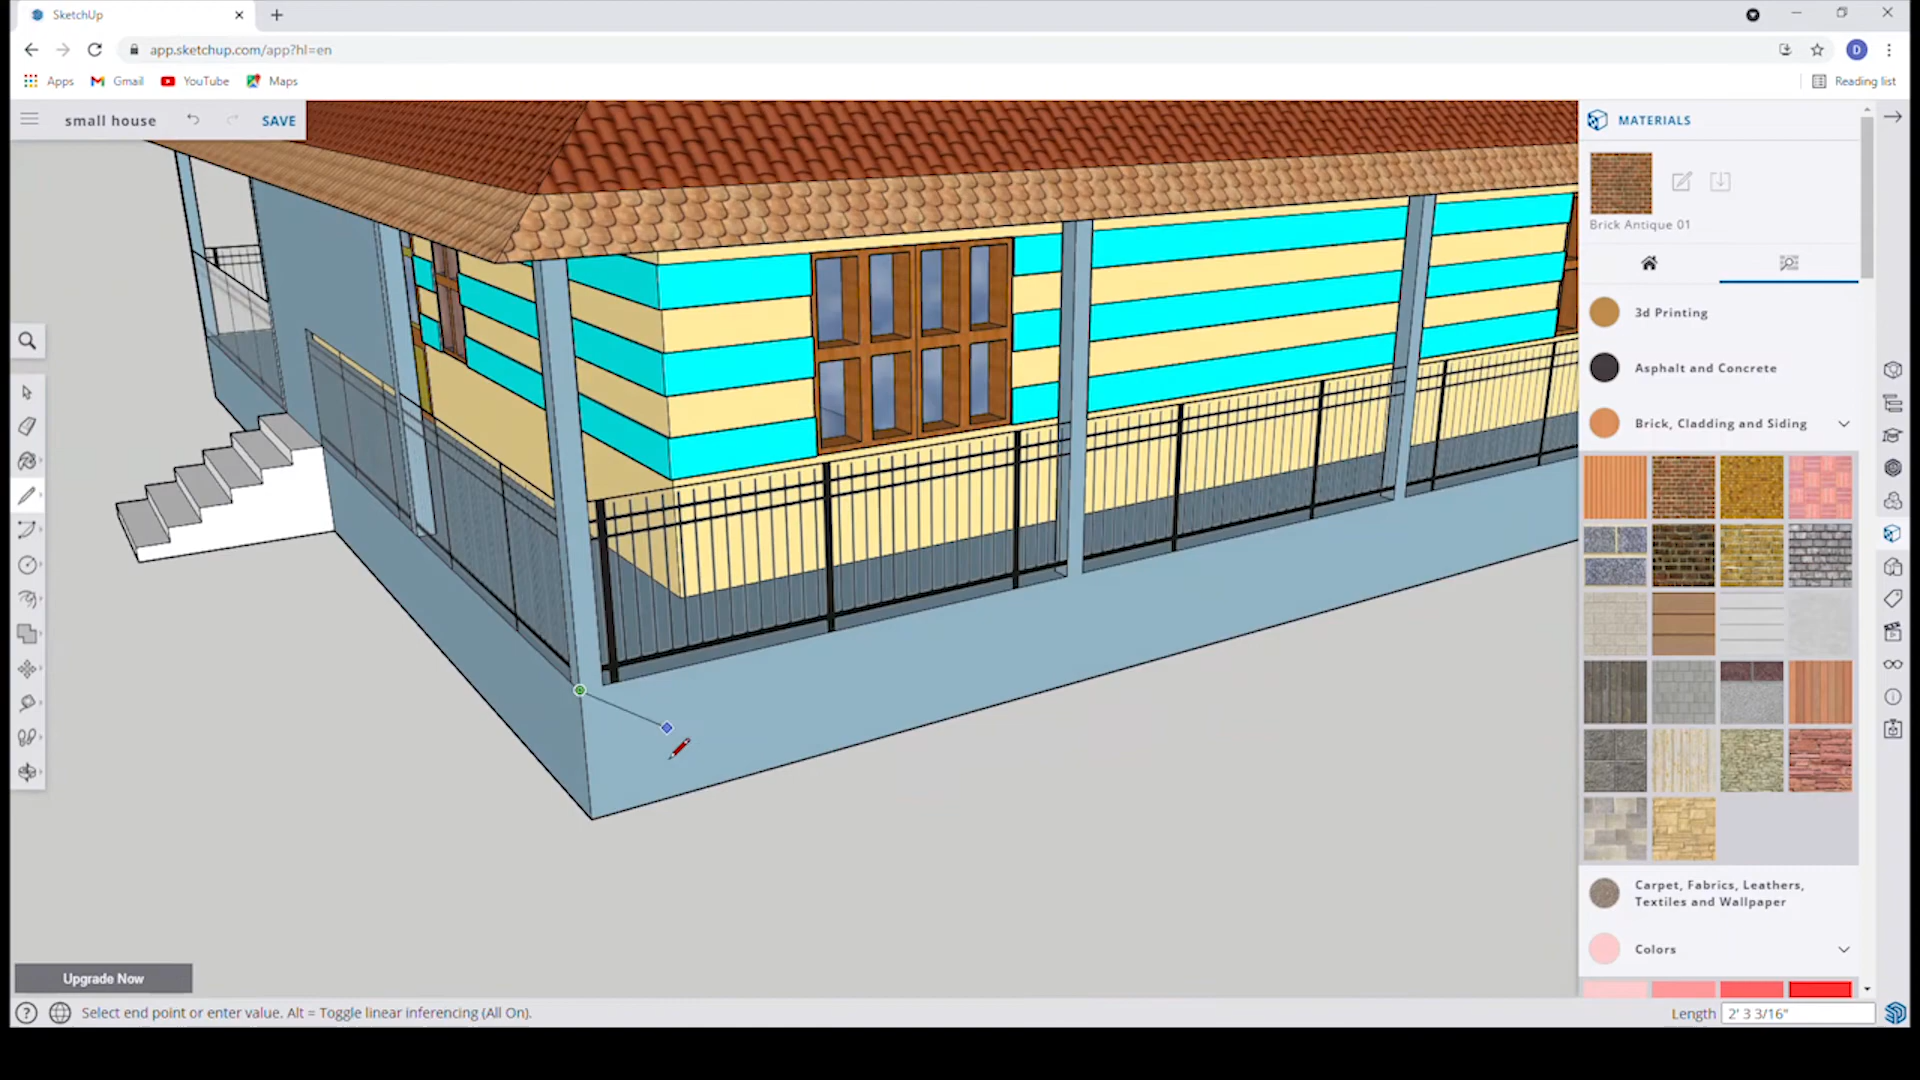 SketchUp
app.sketchup.com/app?hl=en
Apps
Gmail
YouTube
Maps
Reading list
D
small house
SAVE
MATERIALS
Brick Antique 01
3d Printing
Asphalt and Concrete
Brick, Cladding and Siding
Carpet, Fabrics, Leathers,
Textiles and Wallpaper
Colors
Upgrade Now
Select end point or enter value. Alt = Toggle linear inferencing (All On).
Length
2' 3 3/16"